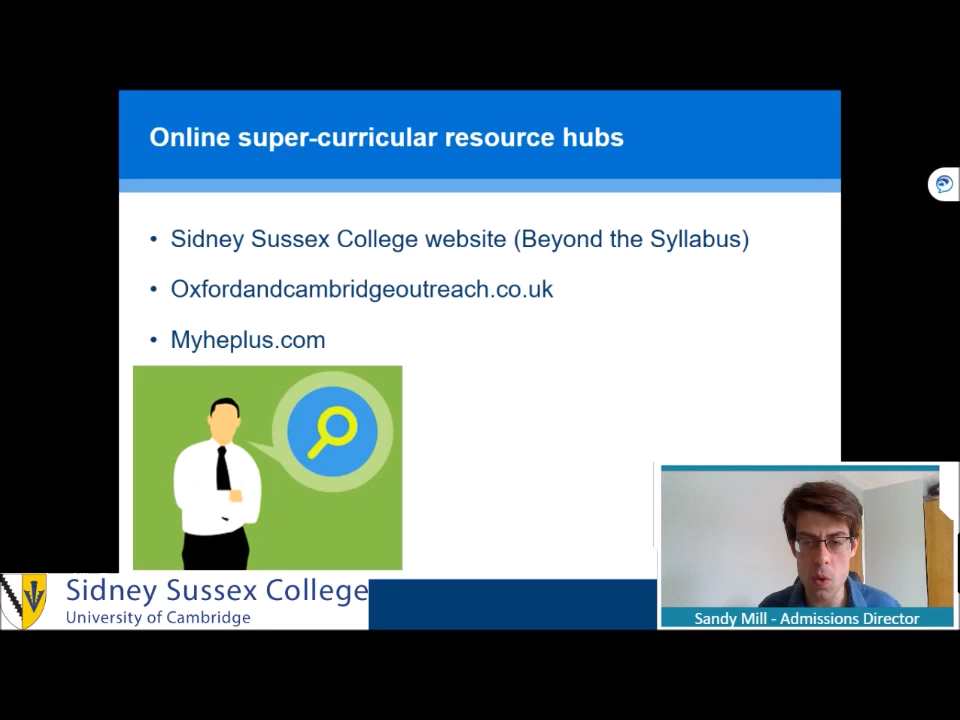 Online super-curricular resource hubs
• Sidney Sussex College website (Beyond the Syllabus)
• Oxfordandcambridgeoutreach.co.uk
• Myheplus.com
Sidney Sussex College
University of Cambridge
Sandy Mill - Admissions Director